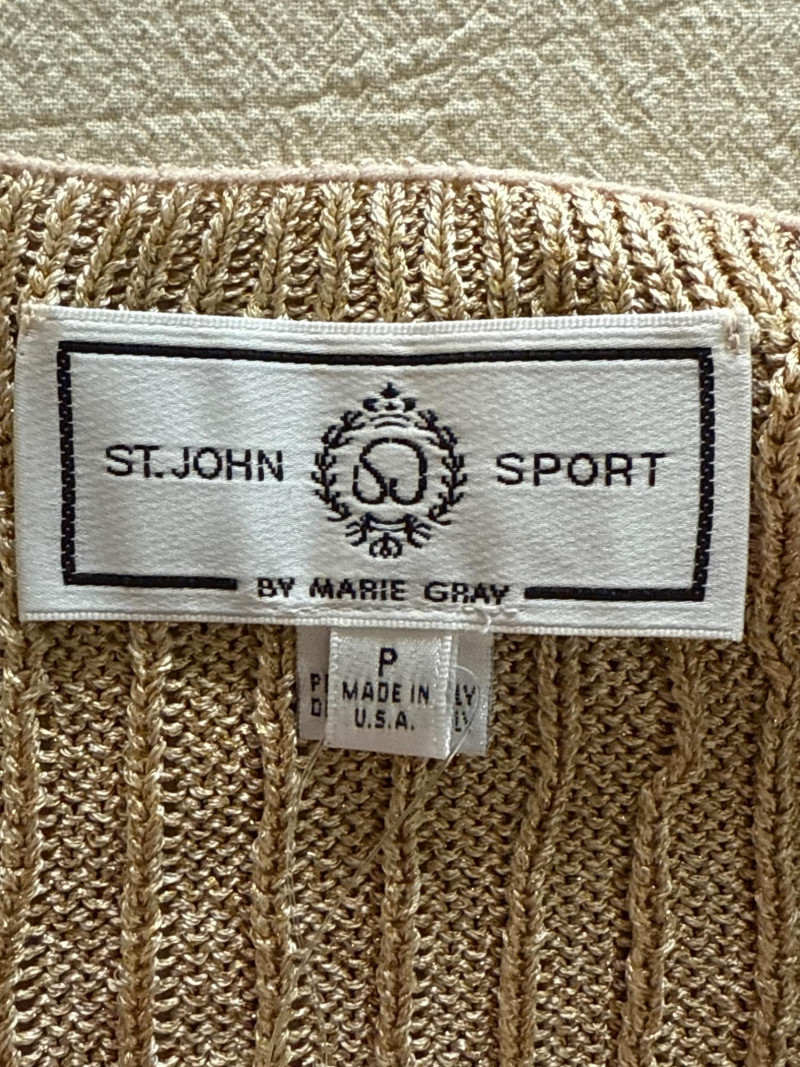 ST. JOHN SPORT
BY MARIE GRAY
P
MADE IN
U.S.A.